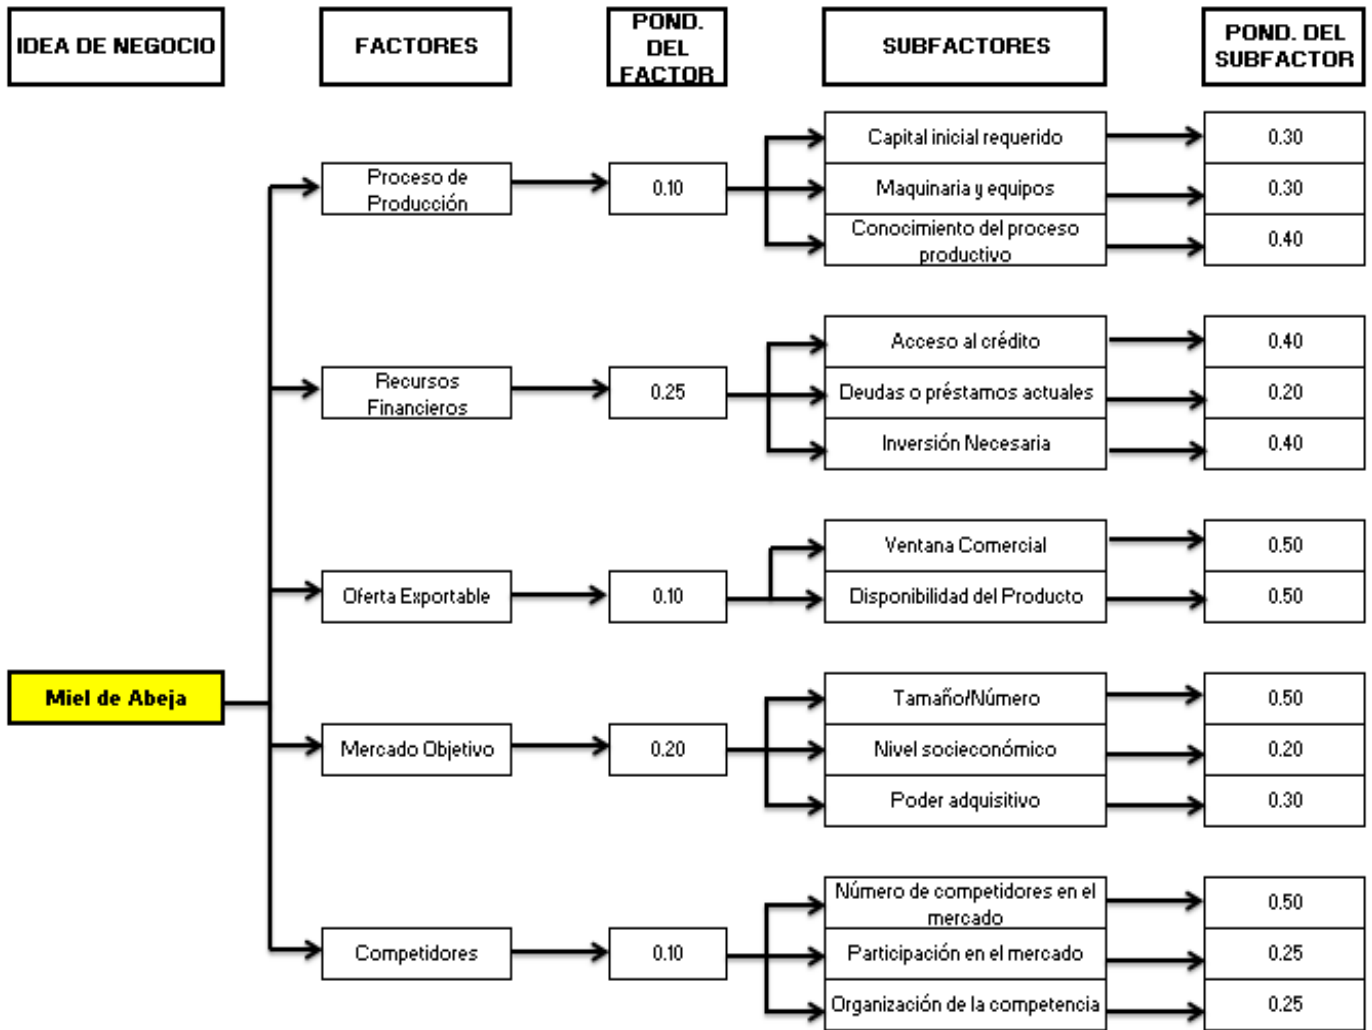 IDEA DE NEGOCIO
FACTORES
POND.
DEL
FACTOR
SUBFACTORES
POND. DEL
SUBFACTOR
Proceso de
Producción
0.10
Capital inicial requerido
0.30
Maquinaria y equipos
0.30
Conocimiento del proceso
productivo
0.40
Recursos
Financieros
0.25
Acceso al crédito
0.40
Deudas o préstamos actuales
0.20
Inversión Necesaria
0.40
Oferta Exportable
0.10
Ventana Comercial
0.50
Disponibilidad del Producto
0.50
Miel de Abeja
Mercado Objetivo
0.20
Tamaño/Número
0.50
Nivel socieconómico
0.20
Poder adquisitivo
0.30
Competidores
0.10
Número de competidores en el
mercado
0.50
Participación en el mercado
0.25
Organización de la competencia
0.25